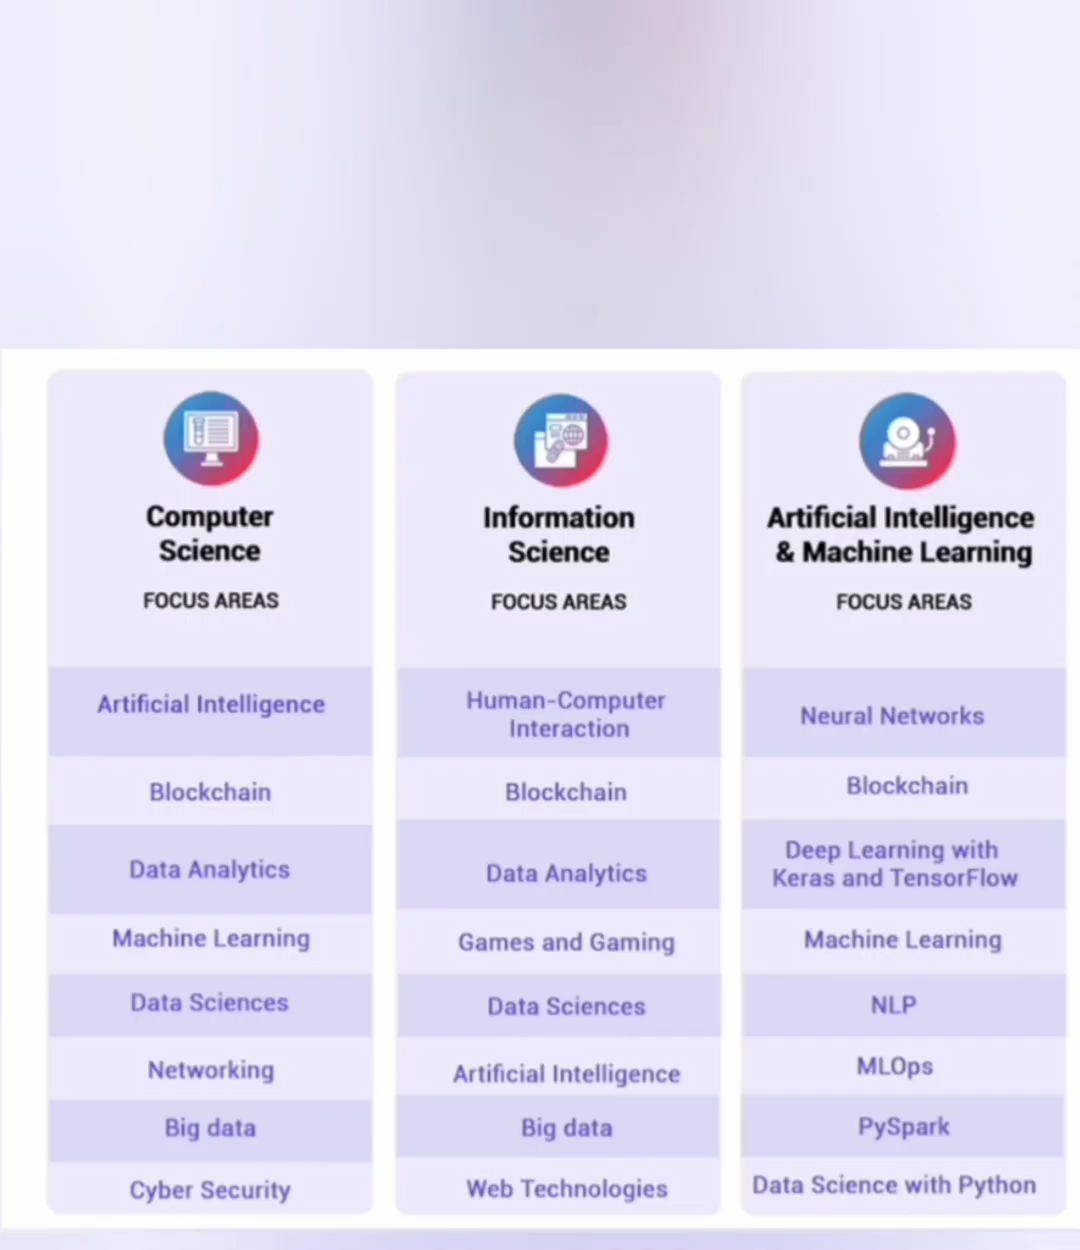 Computer
Science
FOCUS AREAS
Artificial Intelligence
Blockchain
Data Analytics
Machine Learning
Data Sciences
Networking
Big data
Cyber Security
Information
Science
FOCUS AREAS
Human-Computer
Interaction
Blockchain
Data Analytics
Games and Gaming
Data Sciences
Artificial Intelligence
Big data
Web Technologies
Artificial Intelligence
& Machine Learning
FOCUS AREAS
Neural Networks
Blockchain
Deep Learning with
Keras and TensorFlow
Machine Learning
NLP
MLOps
PySpark
Data Science with Python